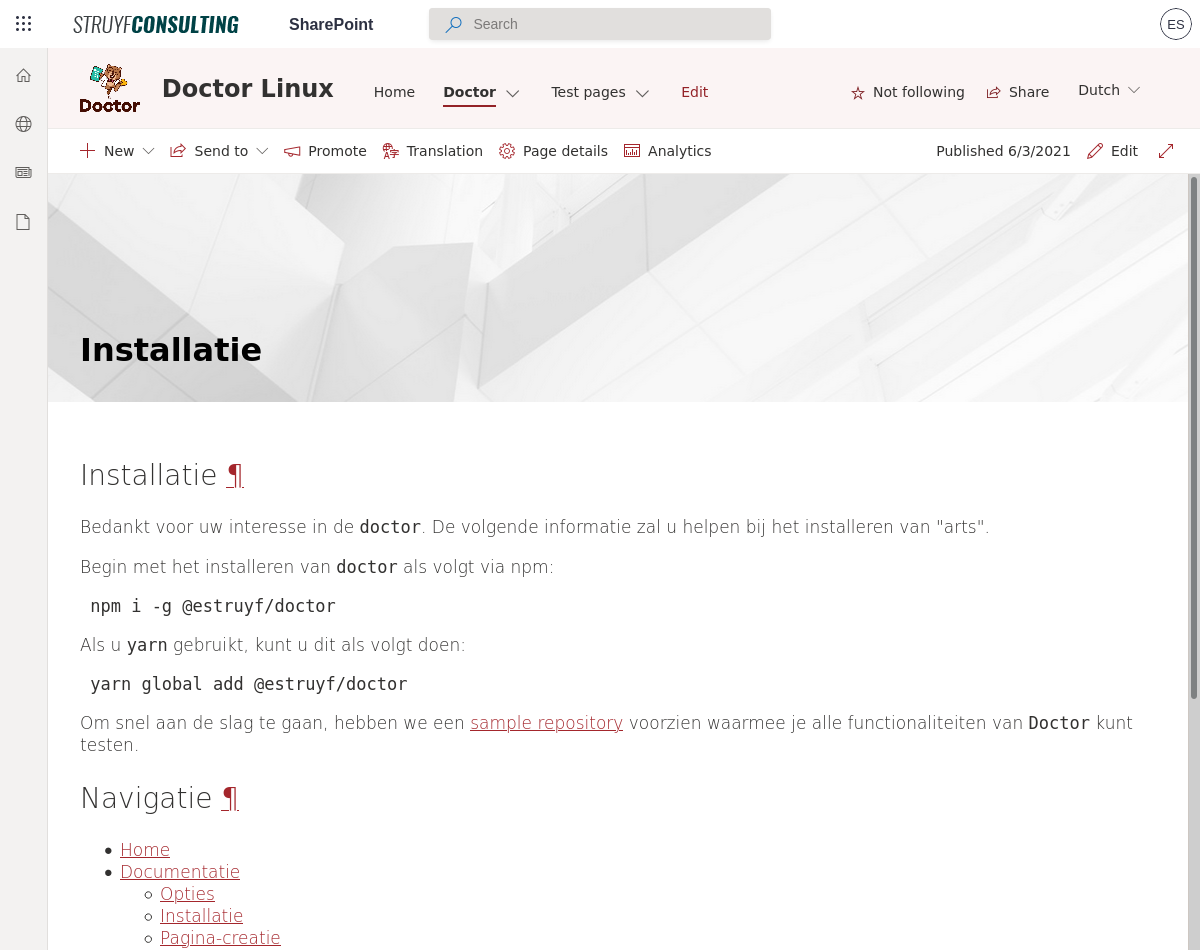 STRUYFCONSULTING SharePoint Search ES
Doctor
Doctor Linux Home Doctor Test pages Edit Not following Share Dutch
New Send to Promote Translation Page details Analytics Published 6/3/2021 Edit
Installatie
Installatie ¶
Bedankt voor uw interesse in de doctor. De volgende informatie zal u helpen bij het installeren van "arts".
Begin met het installeren van doctor als volgt via npm:
npm i -g @estruyf/doctor
Als u yarn gebruikt, kunt u dit als volgt doen:
yarn global add @estruyf/doctor
Om snel aan de slag te gaan, hebben we een sample repository voorzien waarmee je alle functionaliteiten van Doctor kunt
testen.
Navigatie ¶
• Home
• Documentatie
◦ Opties
◦ Installatie
◦ Pagina-creatie